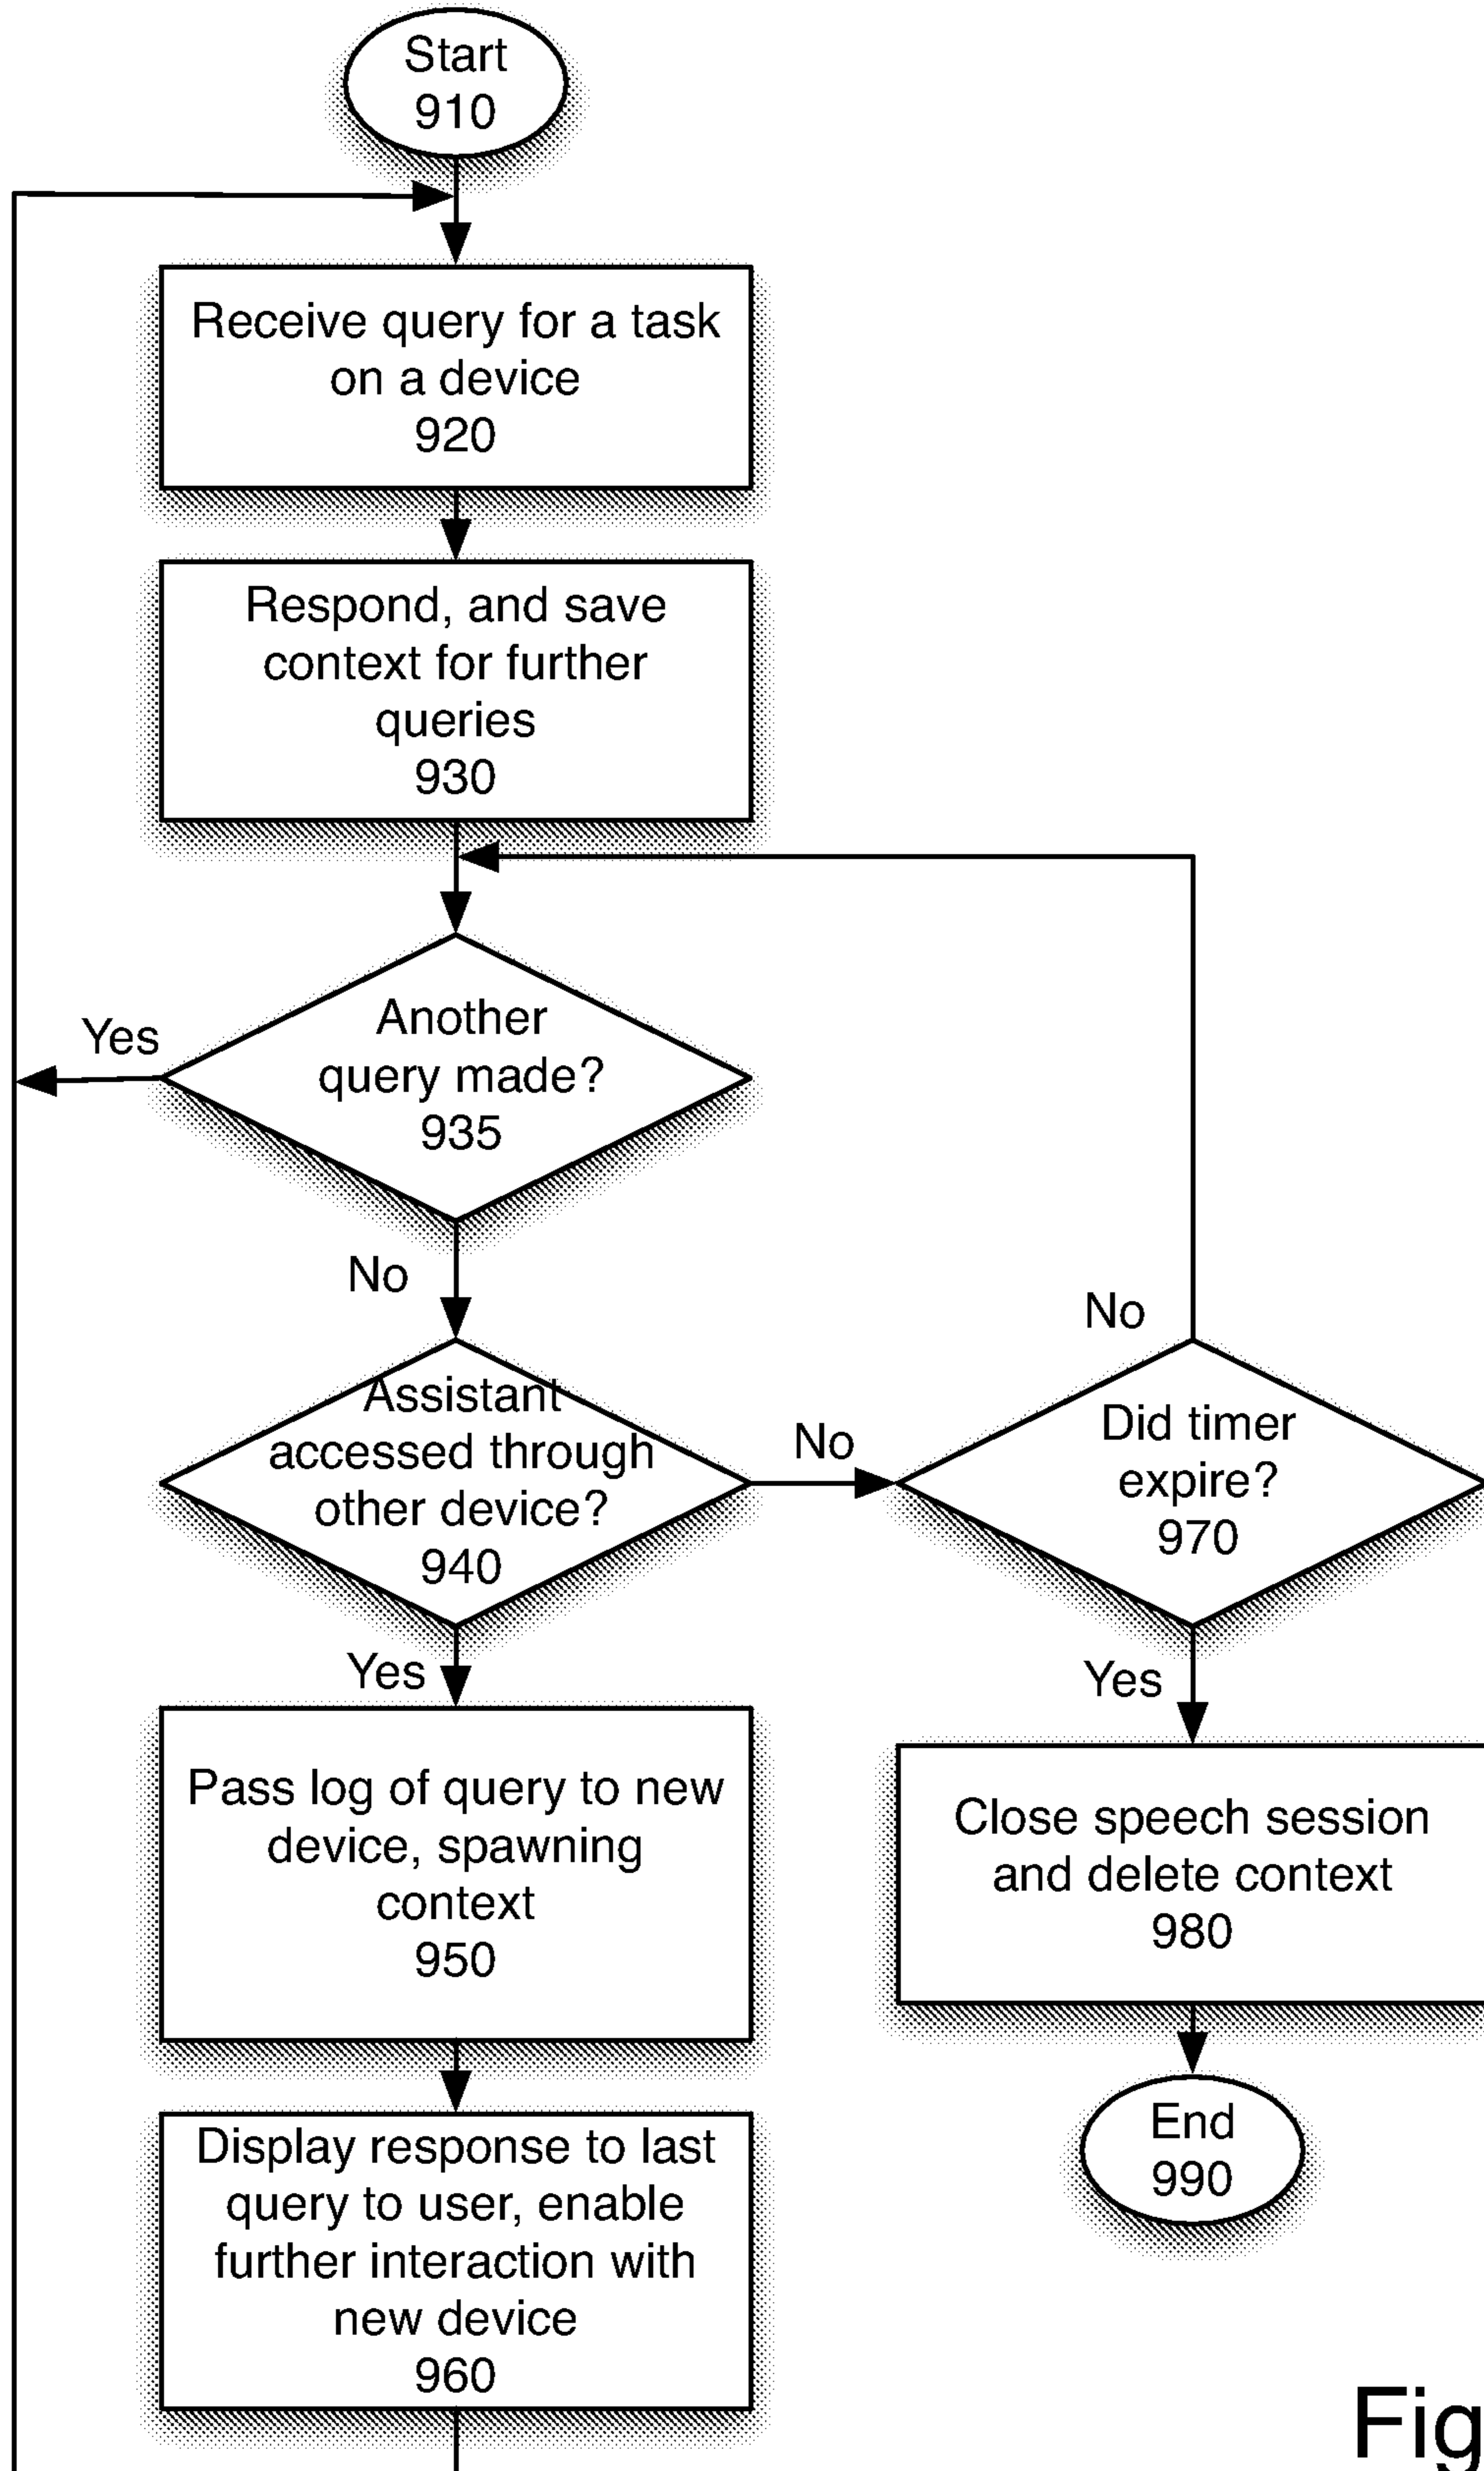 Start
910
Receive query for a task
on a device
920
Respond, and save
context for further
queries
930
Another
query made?
935
Yes
No
Assistant
accessed through
other device?
940
No
Did timer
expire?
970
No
Yes
Pass log of query to new
device, spawning
context
950
Yes
Close speech session
and delete context
980
Display response to last
query to user, enable
further interaction with
new device
960
End
990
Fig